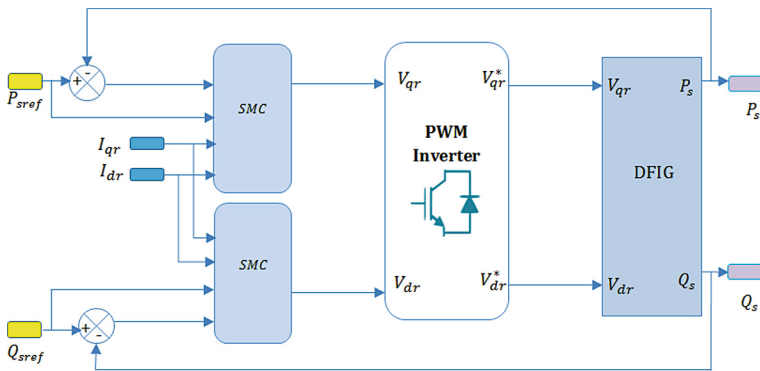 +
-
P_sref
SMC
I_qr
I_dr
V_qr
V*_qr
PWM
Inverter
V_qr
P_s
P_s
DFIG
SMC
V_dr
V*_dr
V_dr
Q_s
Q_s
+
-
Q_sref